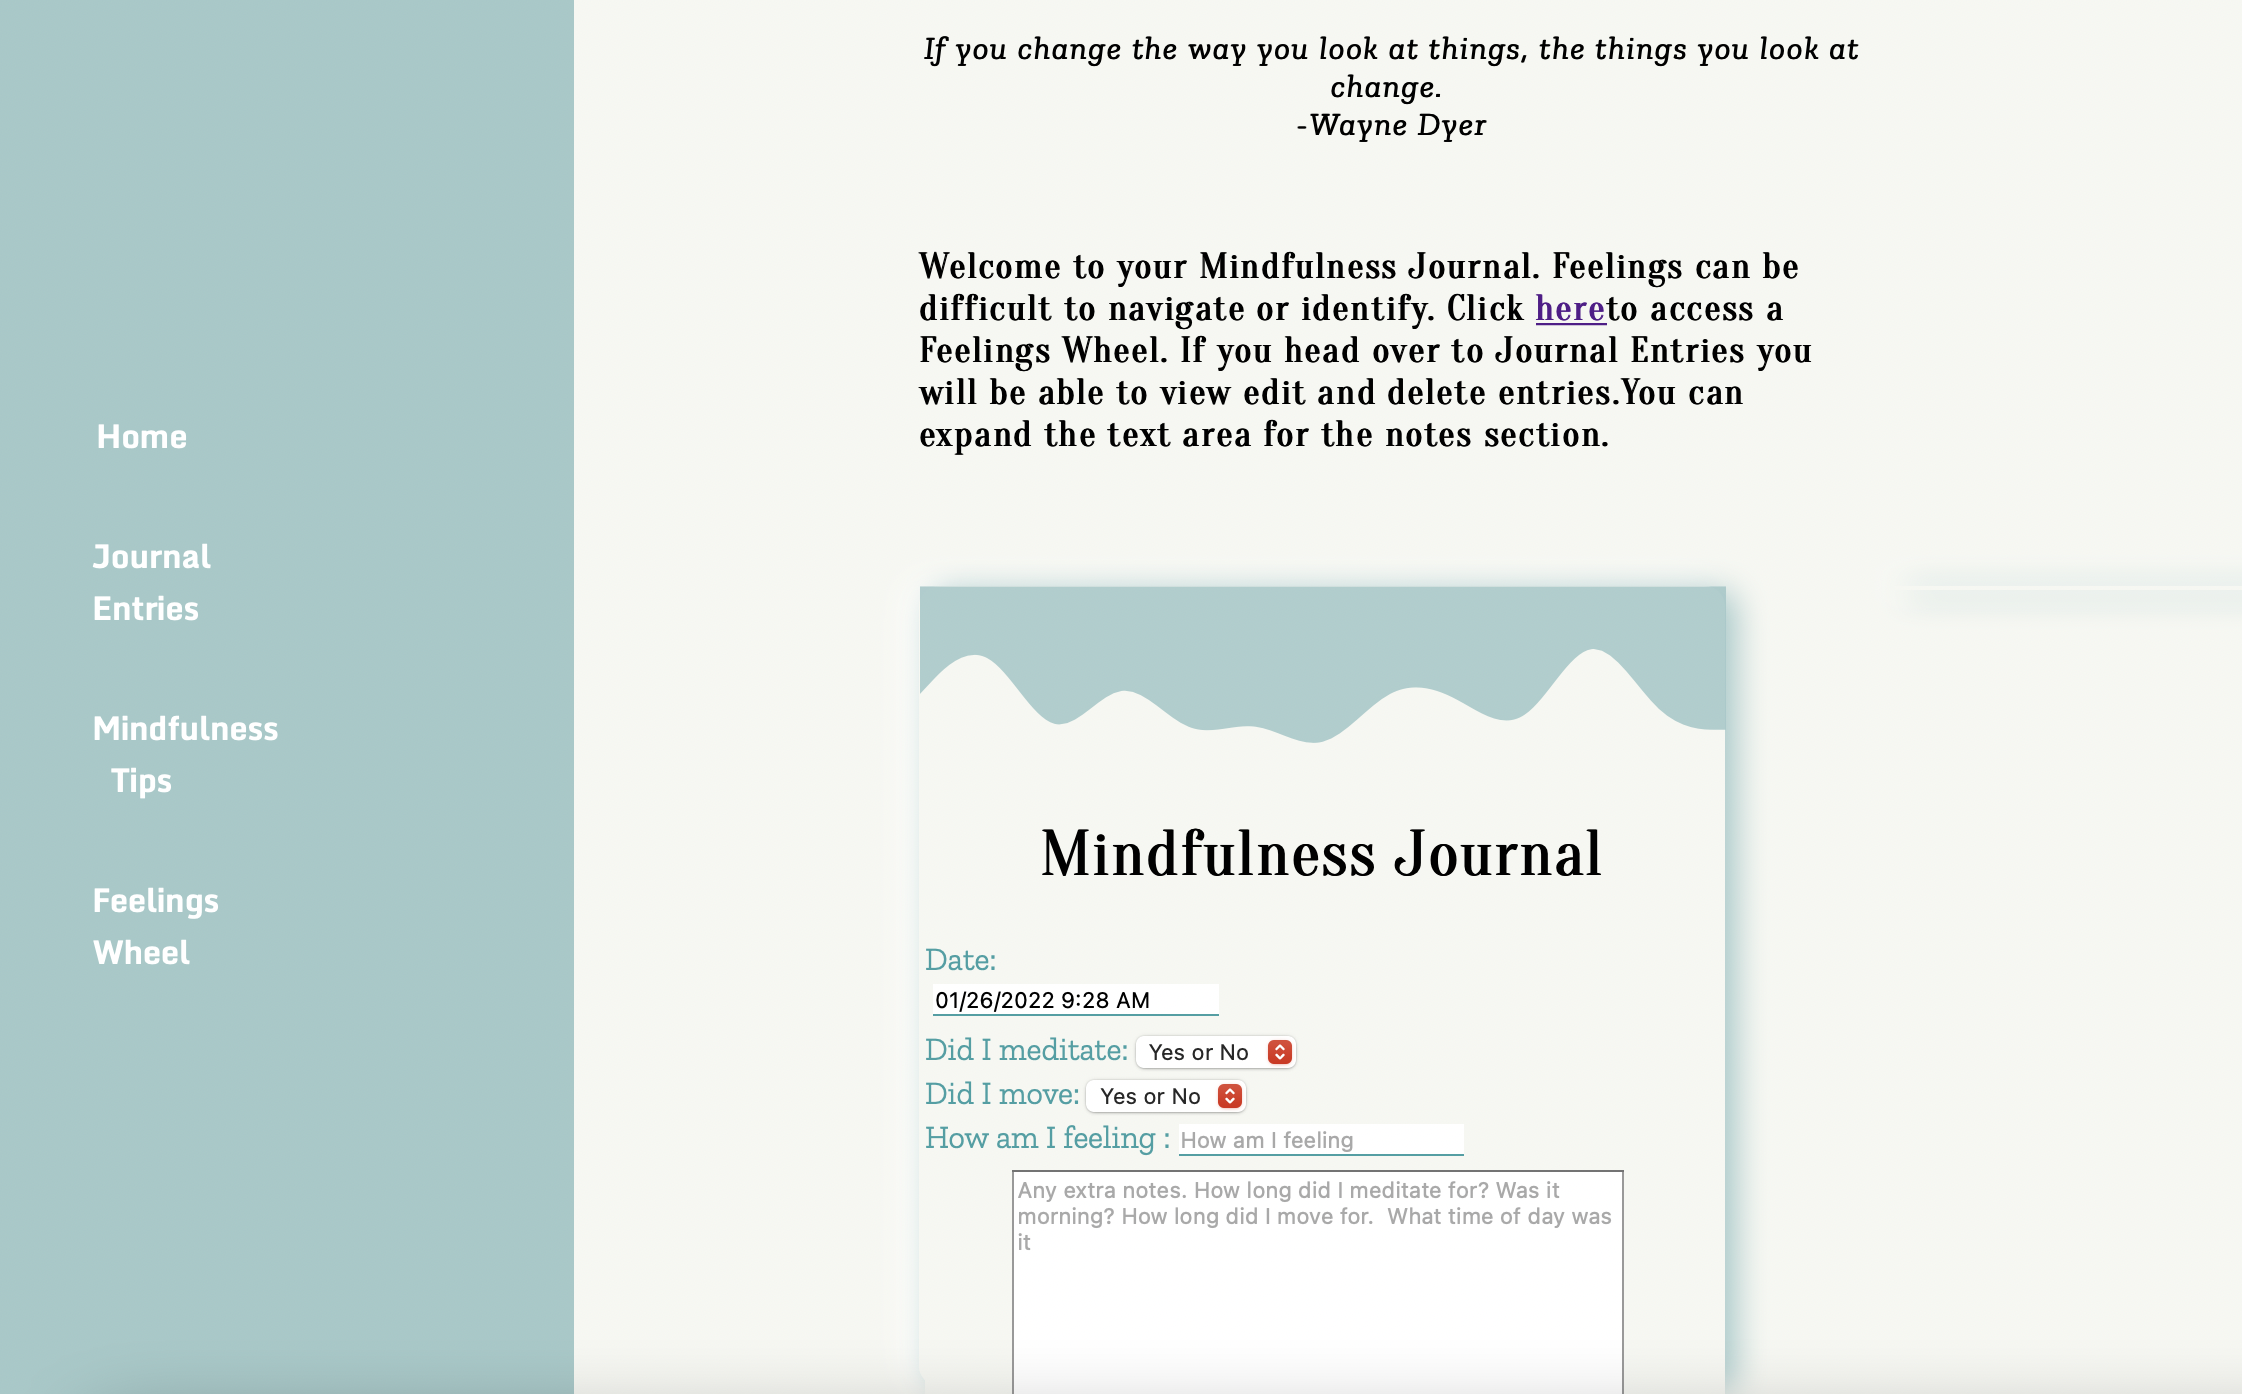 If you change the way you look at things, the things you look at
change.
-Wayne Dyer
Welcome to your Mindfulness Journal. Feelings can be
difficult to navigate or identify. Click hereto access a
Feelings Wheel. If you head over to Journal Entries you
will be able to view edit and delete entries.You can
expand the text area for the notes section.
Home
Journal
Entries
Mindfulness
Tips
Feelings
Wheel
Mindfulness Journal
Date:
01/26/2022 9:28 AM
Did I meditate: Yes or No
Did I move: Yes or No
How am I feeling : How am I feeling
Any extra notes. How long did I meditate for? Was it
morning? How long did I move for.  What time of day was
it